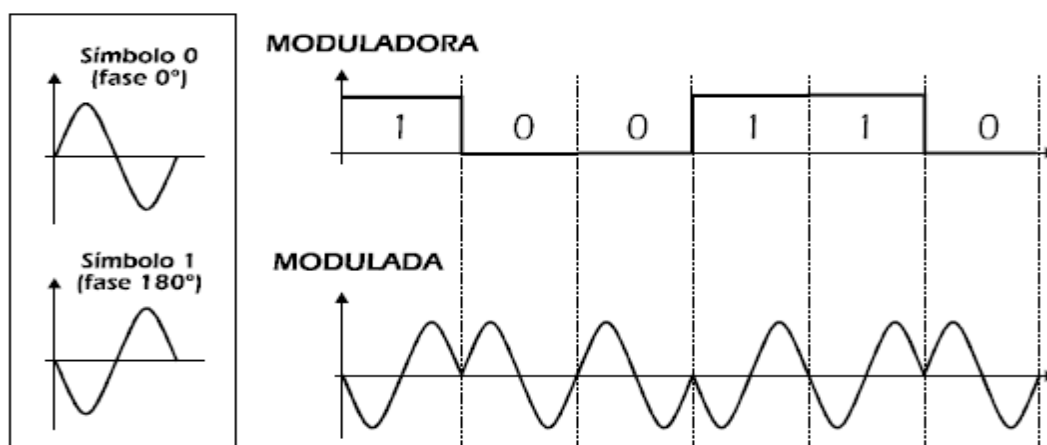 Símbolo 0
(fase 0°)
Símbolo 1
(fase 180°)
MODULADORA
1 0 0 1 1 0
MODULADA